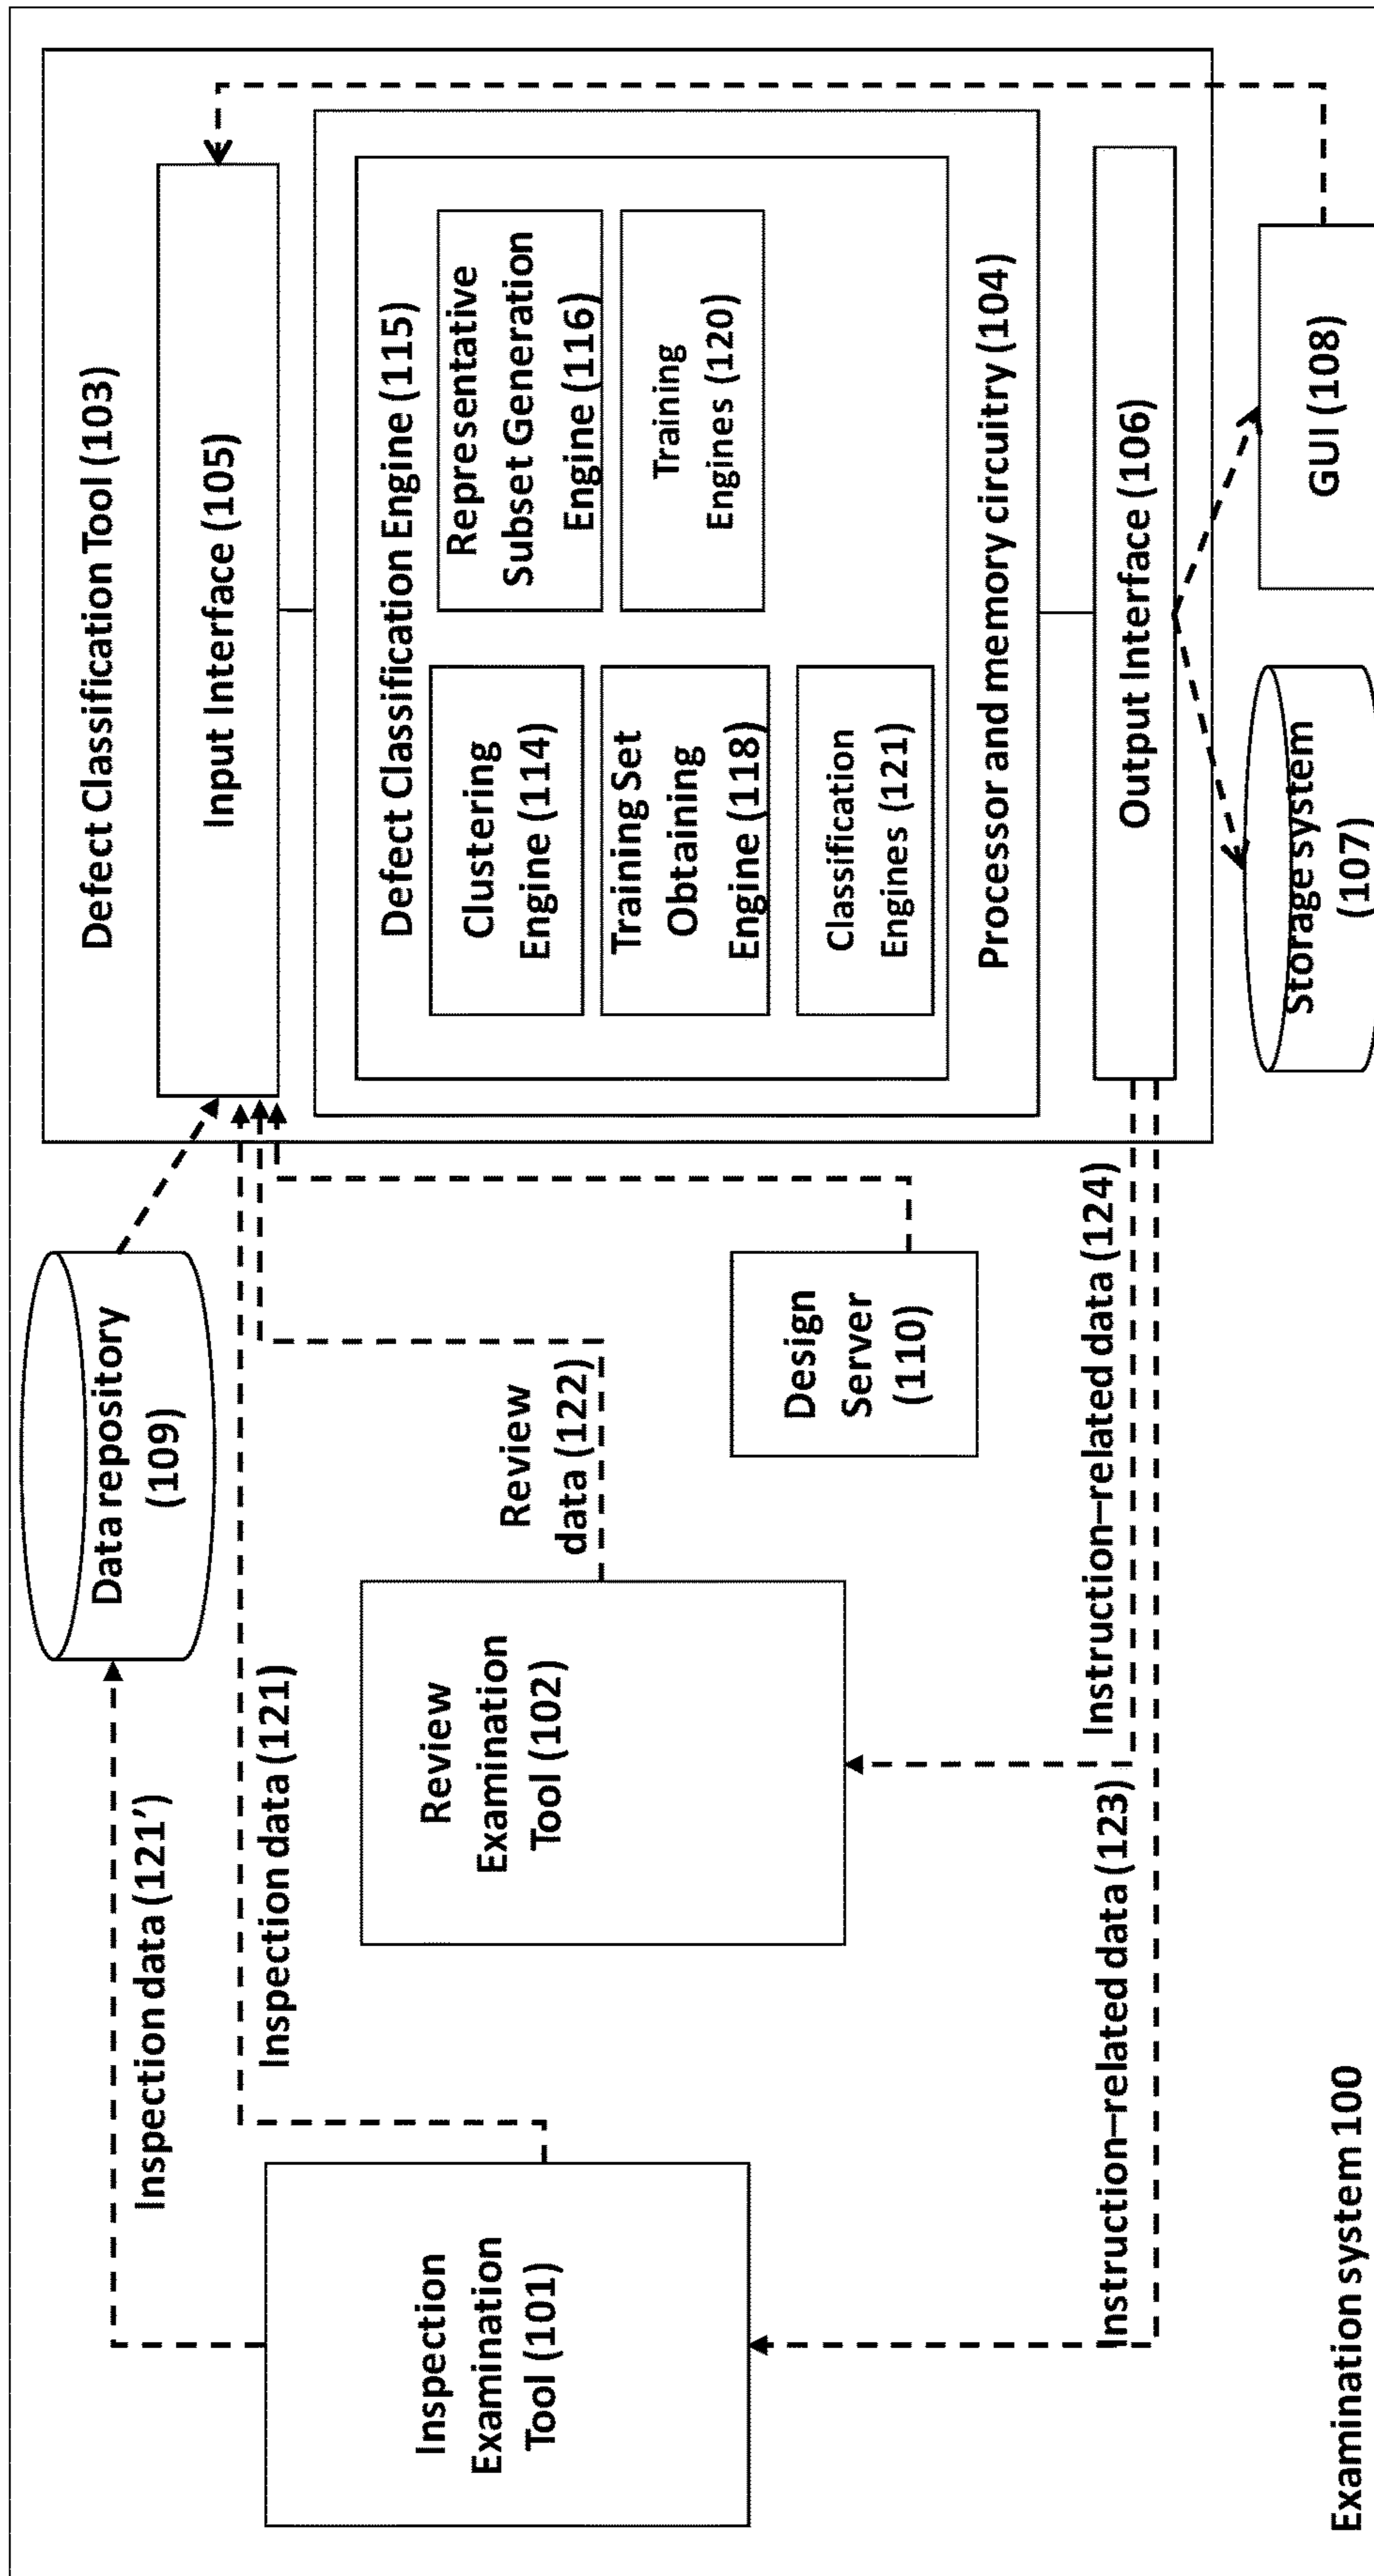 Inspection data (121')
Data repository
(109)
Inspection data (121)
Inspection
Examination
Tool (101)
Review
Examination
Tool (102)
Review
data (122)
Design
Server
(110)
Instruction–related data (123)
Instruction–related data (124)
Defect Classification Tool (103)
Input Interface (105)
Defect Classification Engine (115)
Clustering
Engine (114)
Representative
Subset Generation
Engine (116)
Training Set
Obtaining
Engine (118)
Training
Engines (120)
Classification
Engines (121)
Processor and memory circuitry (104)
Output Interface (106)
Storage system
(107)
GUI (108)
Examination system 100